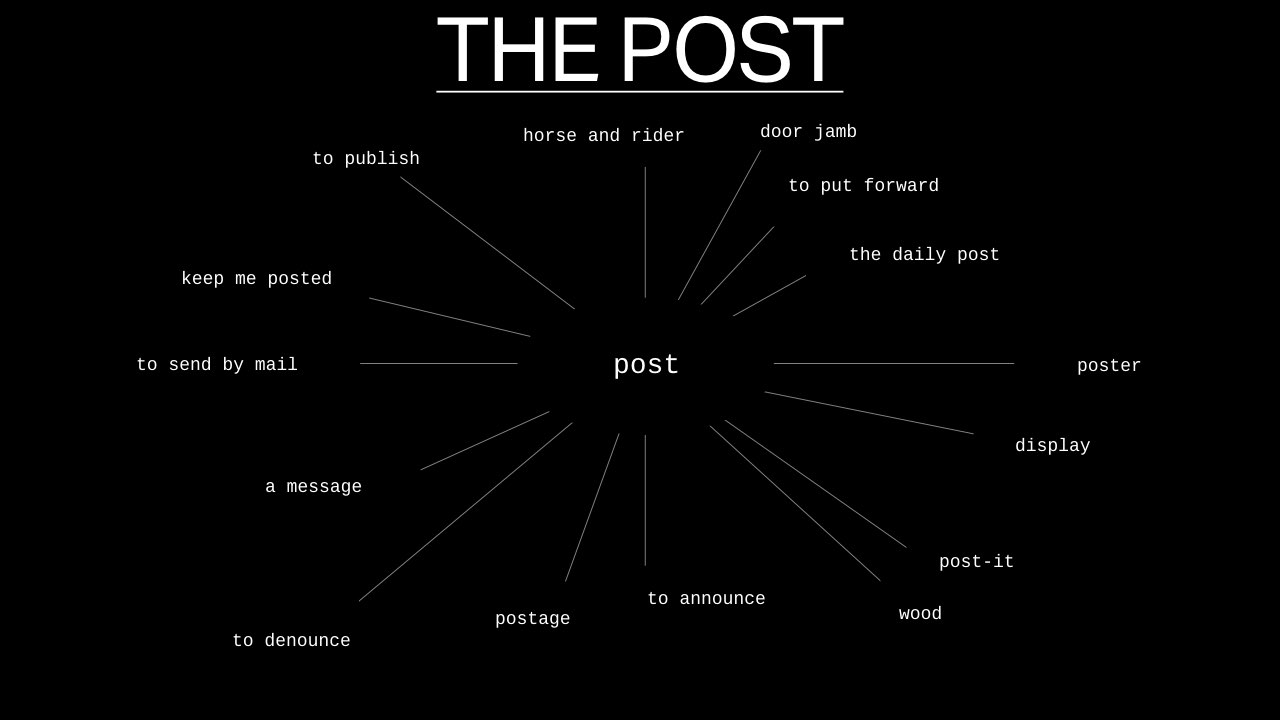 THE POST
door jamb
horse and rider
to publish
to put forward
the daily post
keep me posted
to send by mail
post
poster
display
a message
post-it
to announce
wood
postage
to denounce